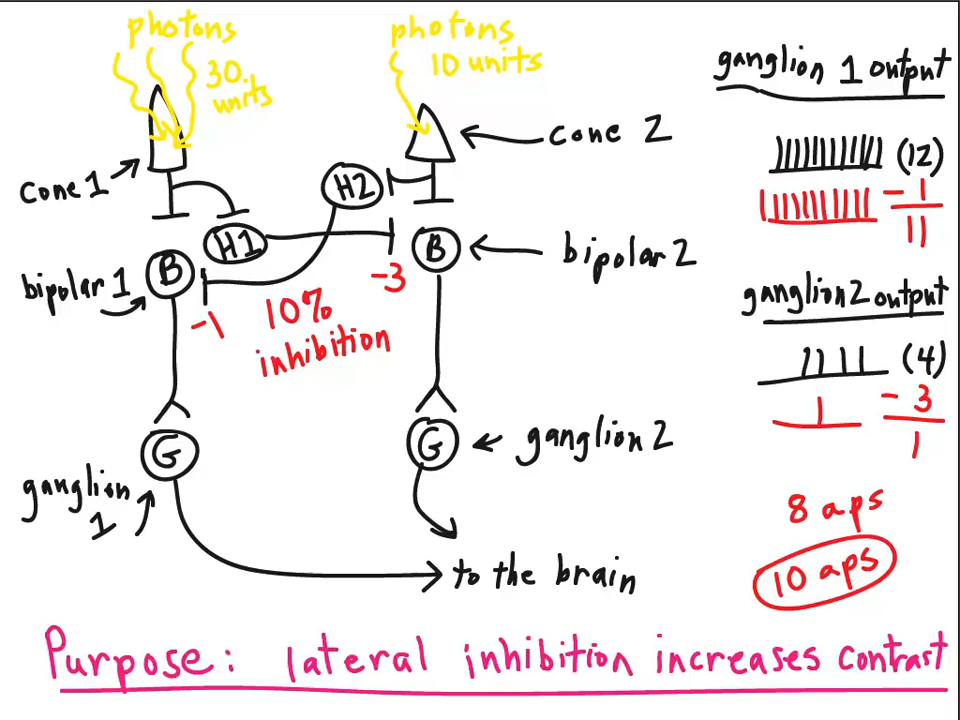 photons
30
units
photons
10 units
cone 1
cone 2
H1
H2
bipolar 1
B
B
bipolar 2
-1
10%
inhibition
-3
G
ganglion
1
G
ganglion 2
to the brain
ganglion 1 output
(12)
- 1
11
ganglion 2 output
(4)
- 3
1
8 aps
10 aps
Purpose: lateral inhibition increases contrast